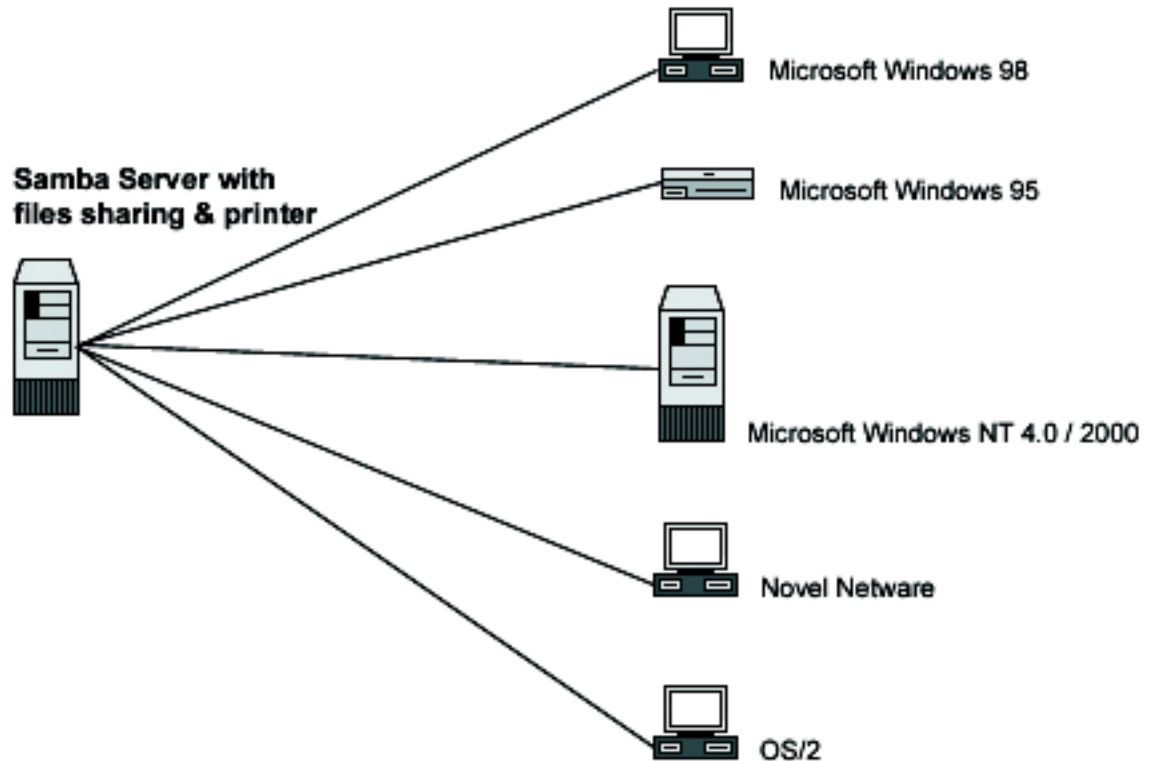 Microsoft Windows 98
Samba Server with
files sharing & printer
Microsoft Windows 95
Microsoft Windows NT 4.0 / 2000
Novel Netware
OS/2